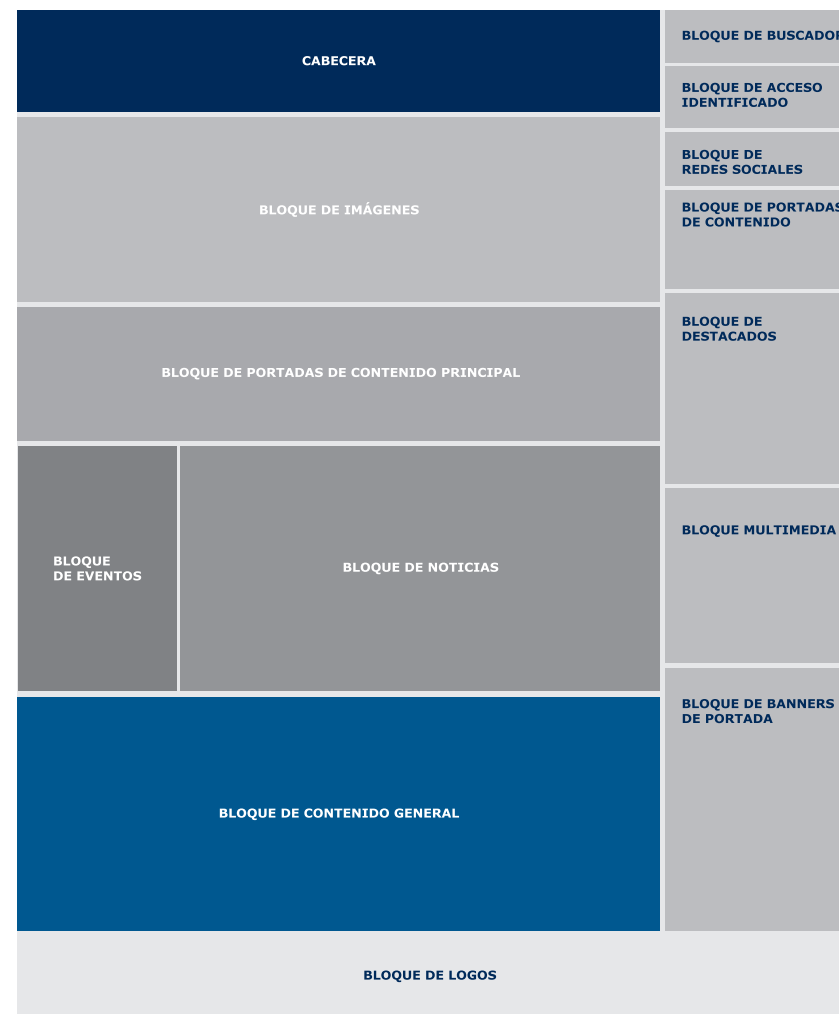 CABECERA
BLOQUE DE IMÁGENES
BLOQUE DE PORTADAS DE CONTENIDO PRINCIPAL
BLOQUE
DE EVENTOS
BLOQUE DE NOTICIAS
BLOQUE DE CONTENIDO GENERAL
BLOQUE DE BUSCADOR
BLOQUE DE ACCESO
IDENTIFICADO
BLOQUE DE
REDES SOCIALES
BLOQUE DE PORTADAS
DE CONTENIDO
BLOQUE DE
DESTACADOS
BLOQUE MULTIMEDIA
BLOQUE DE BANNERS
DE PORTADA
BLOQUE DE LOGOS